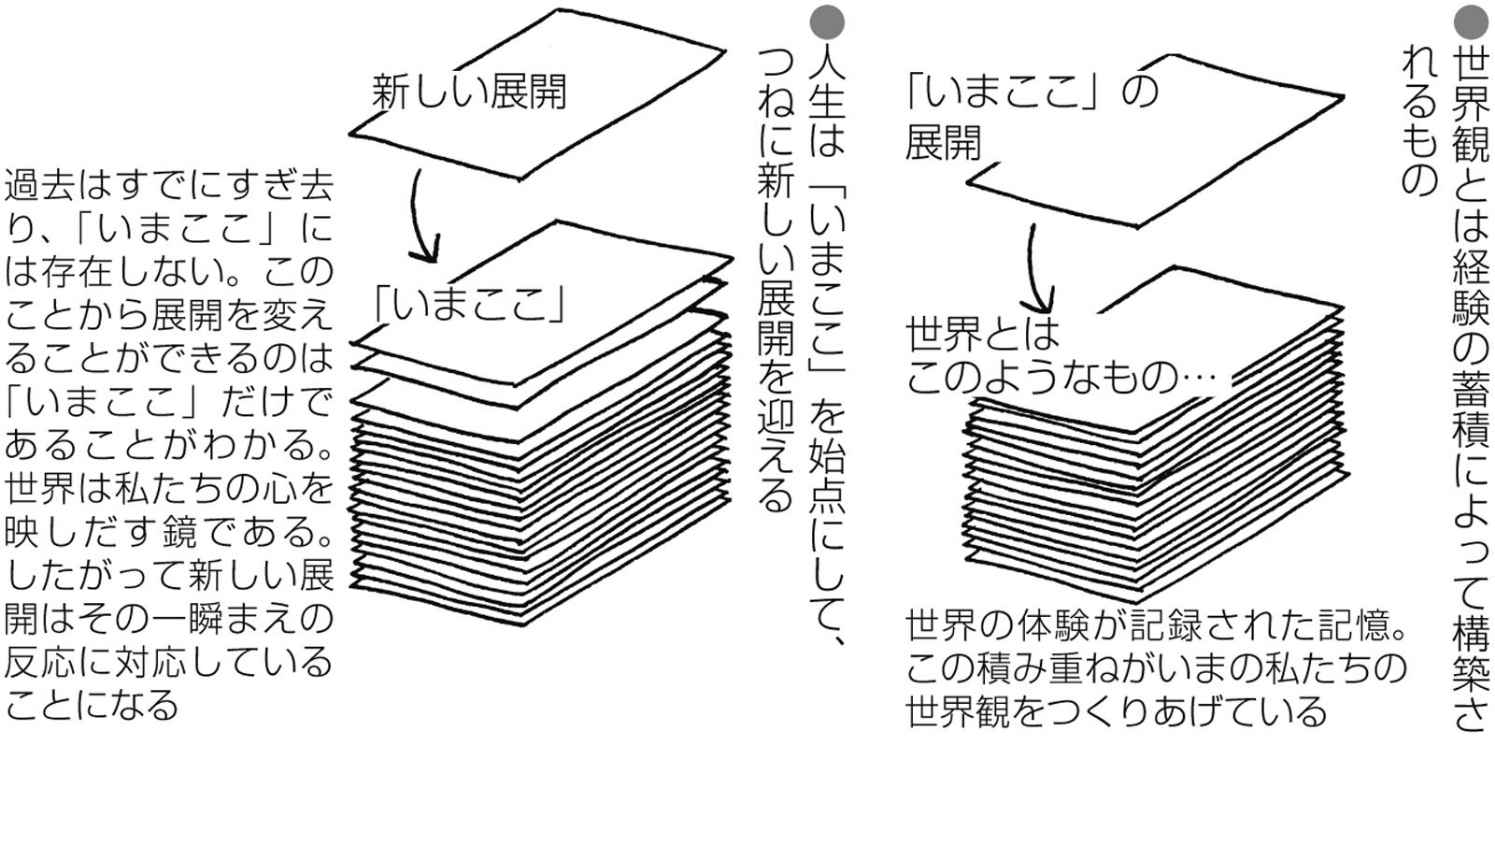 ●世界観とは経験の蓄積によって構築さ
れるもの
「いまここ」の
展開
世界とは
このようなもの…
世界の体験が記録された記憶。
この積み重ねがいまの私たちの
世界観をつくりあげている
●人生は「いまここ」を始点にして、
つねに新しい展開を迎える
新しい展開
「いまここ」
過去はすでにすぎ去
り、「いまここ」に
は存在しない。この
ことから展開を変え
ることができるのは
「いまここ」だけで
あることがわかる。
世界は私たちの心を
映しだす鏡である。
したがって新しい展
開はその一瞬まえの
反応に対応している
ことになる